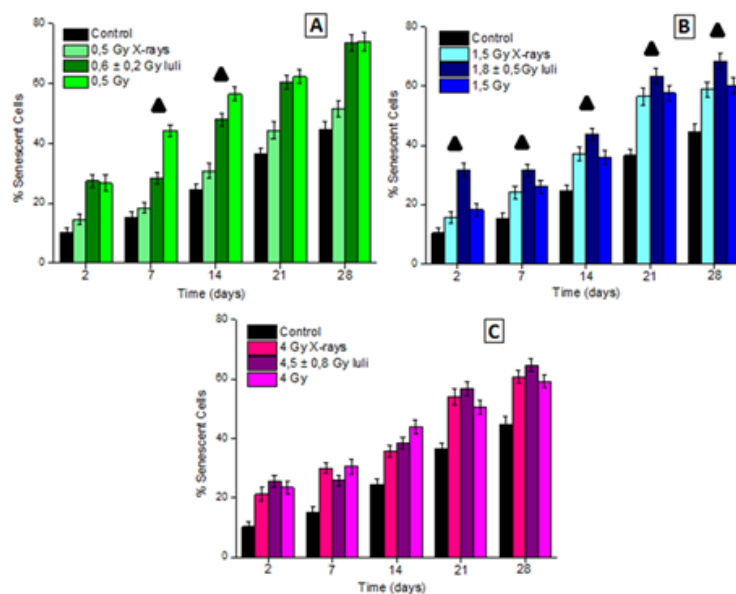 A
Control
0,5 Gy X-rays
0,6 ± 0,2 Gy luli
0,5 Gy
80
60
40
20
0
% Senescent Cells
2 7 14 21 28
Time (days)
B
Control
1,5 Gy X-rays
1,8 ± 0,5Gy luli
1,5 Gy
80
60
40
20
0
% Senescent Cells
2 7 14 21 28
Time (days)
C
Control
4 Gy X-rays
4,5 ± 0,8 Gy luli
4 Gy
80
60
40
20
0
% Senescent Cells
2 7 14 21 28
Time (days)